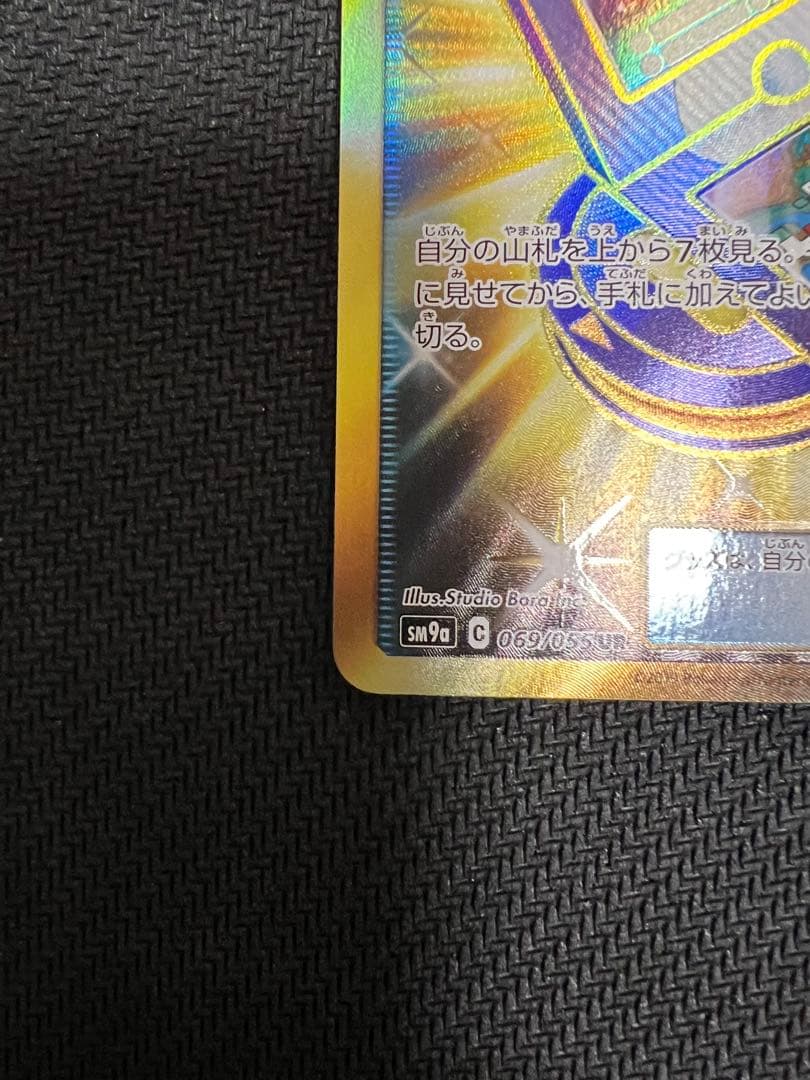 自分の山札を上から7枚見る。
に見せてから、手札に加えてよい
切る。
グッズは、自分
Illus.Studio Bora.Inc.
SM9a C 069/055 UR